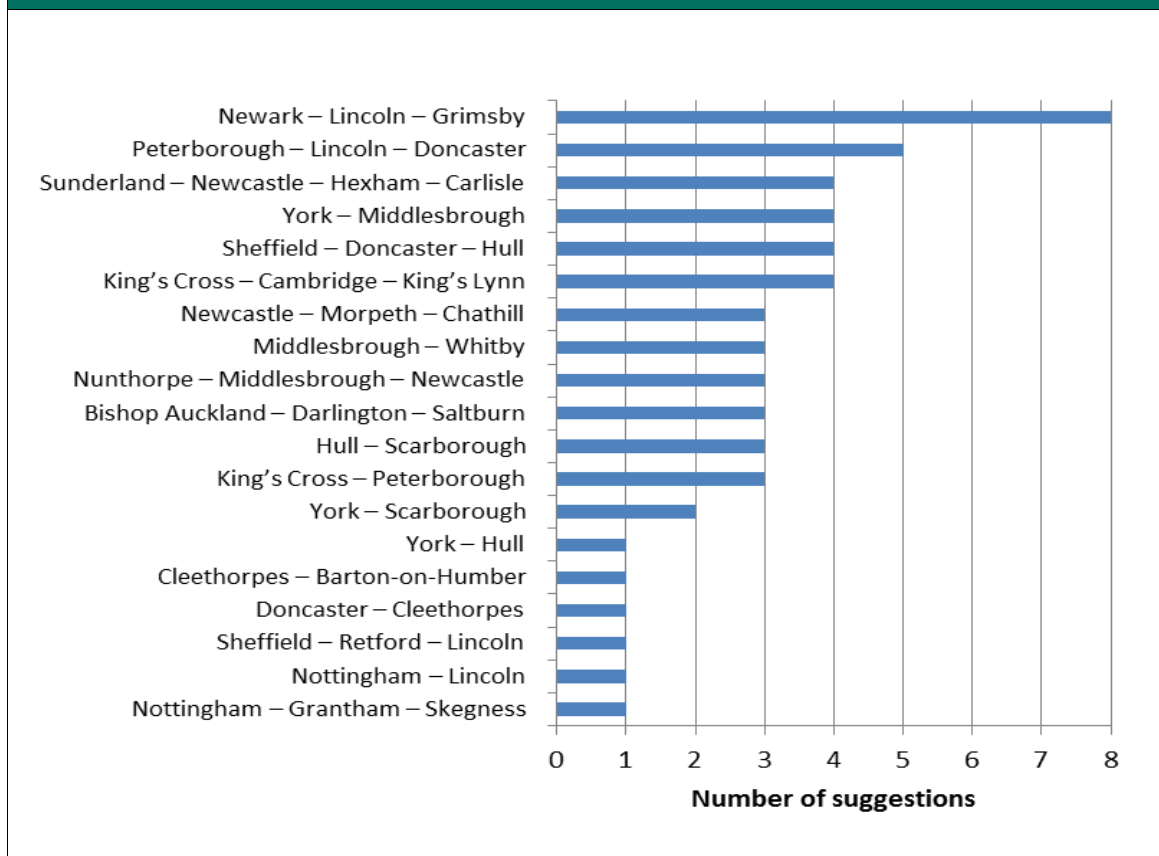 Newark – Lincoln – Grimsby
Peterborough – Lincoln – Doncaster
Sunderland – Newcastle – Hexham – Carlisle
York – Middlesbrough
Sheffield – Doncaster – Hull
King’s Cross – Cambridge – King’s Lynn
Newcastle – Morpeth – Chathill
Middlesbrough – Whitby
Nunthorpe – Middlesbrough – Newcastle
Bishop Auckland – Darlington – Saltburn
Hull – Scarborough
King’s Cross – Peterborough
York – Scarborough
York – Hull
Cleethorpes – Barton-on-Humber
Doncaster – Cleethorpes
Sheffield – Retford – Lincoln
Nottingham – Lincoln
Nottingham – Grantham – Skegness
0 1 2 3 4 5 6 7 8
Number of suggestions